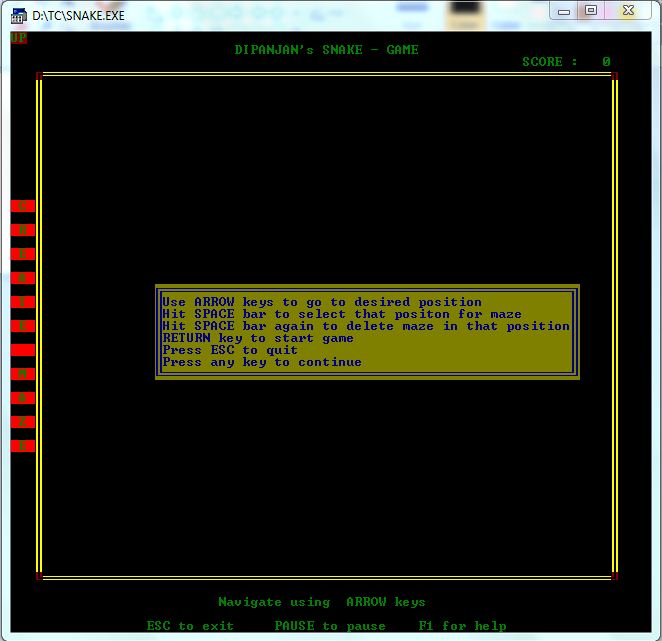 D:\TC\SNAKE.EXE
UP
DIPANJAN's SNAKE - GAME
SCORE : 0
CREATE MAZE
Use ARROW keys to go to desired position
Hit SPACE bar to select that positon for maze
Hit SPACE bar again to delete maze in that position
RETURN key to start game
Press ESC to quit
Press any key to continue
Navigate using ARROW keys
ESC to exit PAUSE to pause F1 for help